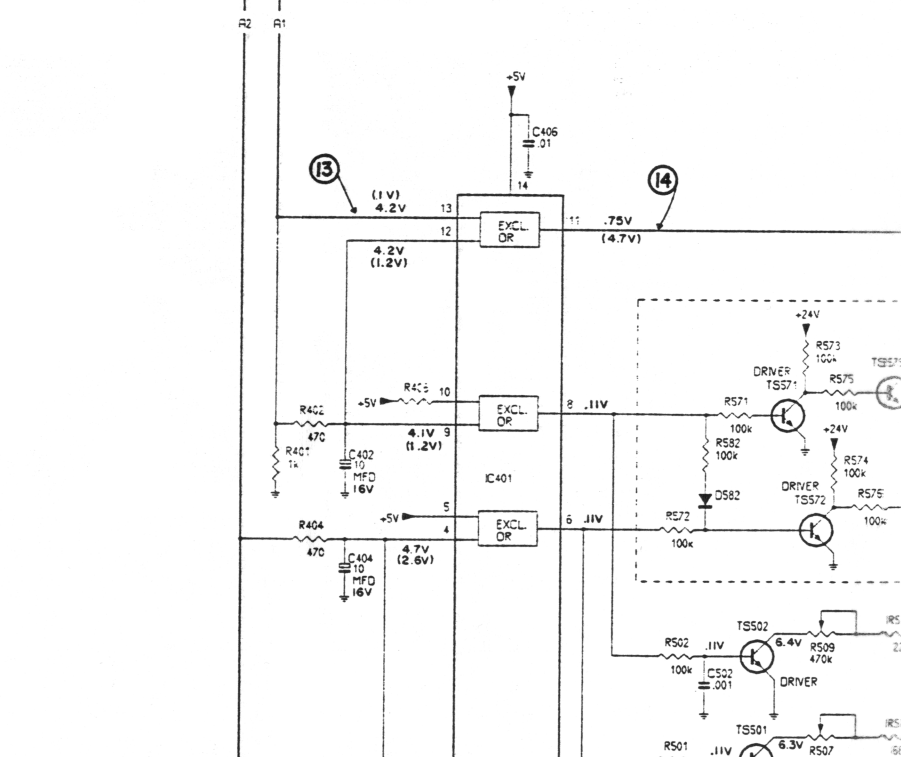 A2 A1
+5V
C406
.01
13
14
14
(.1V)
4.2V
13
12
EXCL.
OR
11
.75V
(4.7V)
4.2V
(1.2V)
+24V
R573
100k
DRIVER
TS571
R575
100k
+5V
10
EXCL.
OR
8 .11V
R571
100k
R402
470
4.1V
(1.2V)
9
R401
1k
C402
10
MFD
16V
R582
100k
+24V
R574
100k
IC401
D582
DRIVER
TS572
100k
+5V
5
4
EXCL.
OR
6 .11V
R572
100k
R404
470
4.7V
(2.6V)
C404
10
MFD
16V
TS502
6.4V
R509
470k
R502
100k
.11V
C502
.001
DRIVER
TS501
6.3V
R507
R501
.11V